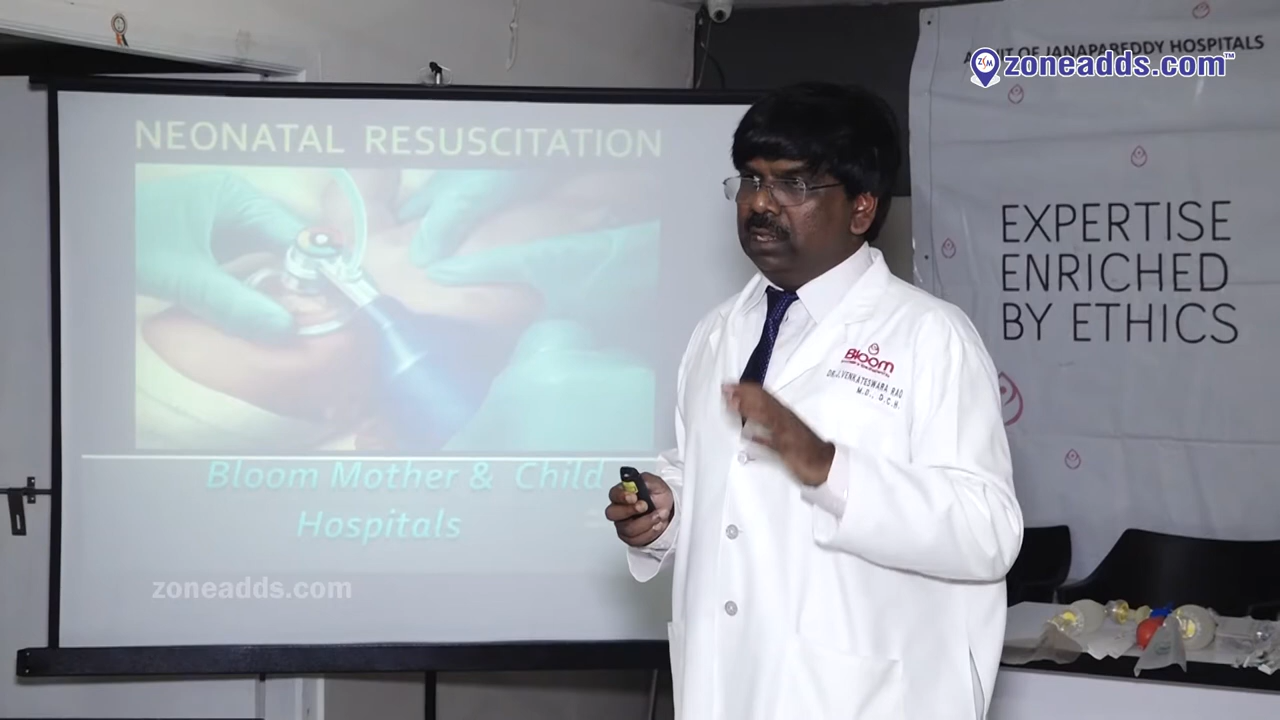 A UNIT OF JANAPAREDDY HOSPITALS
zoneadds.com™
NEONATAL RESUSCITATION
EXPERTISE
ENRICHED
BY ETHICS
Bloom
DR.J.VENKATESWARA RAO
M.D., D.C.H.
Bloom Mother & Child
Hospitals
zoneadds.com